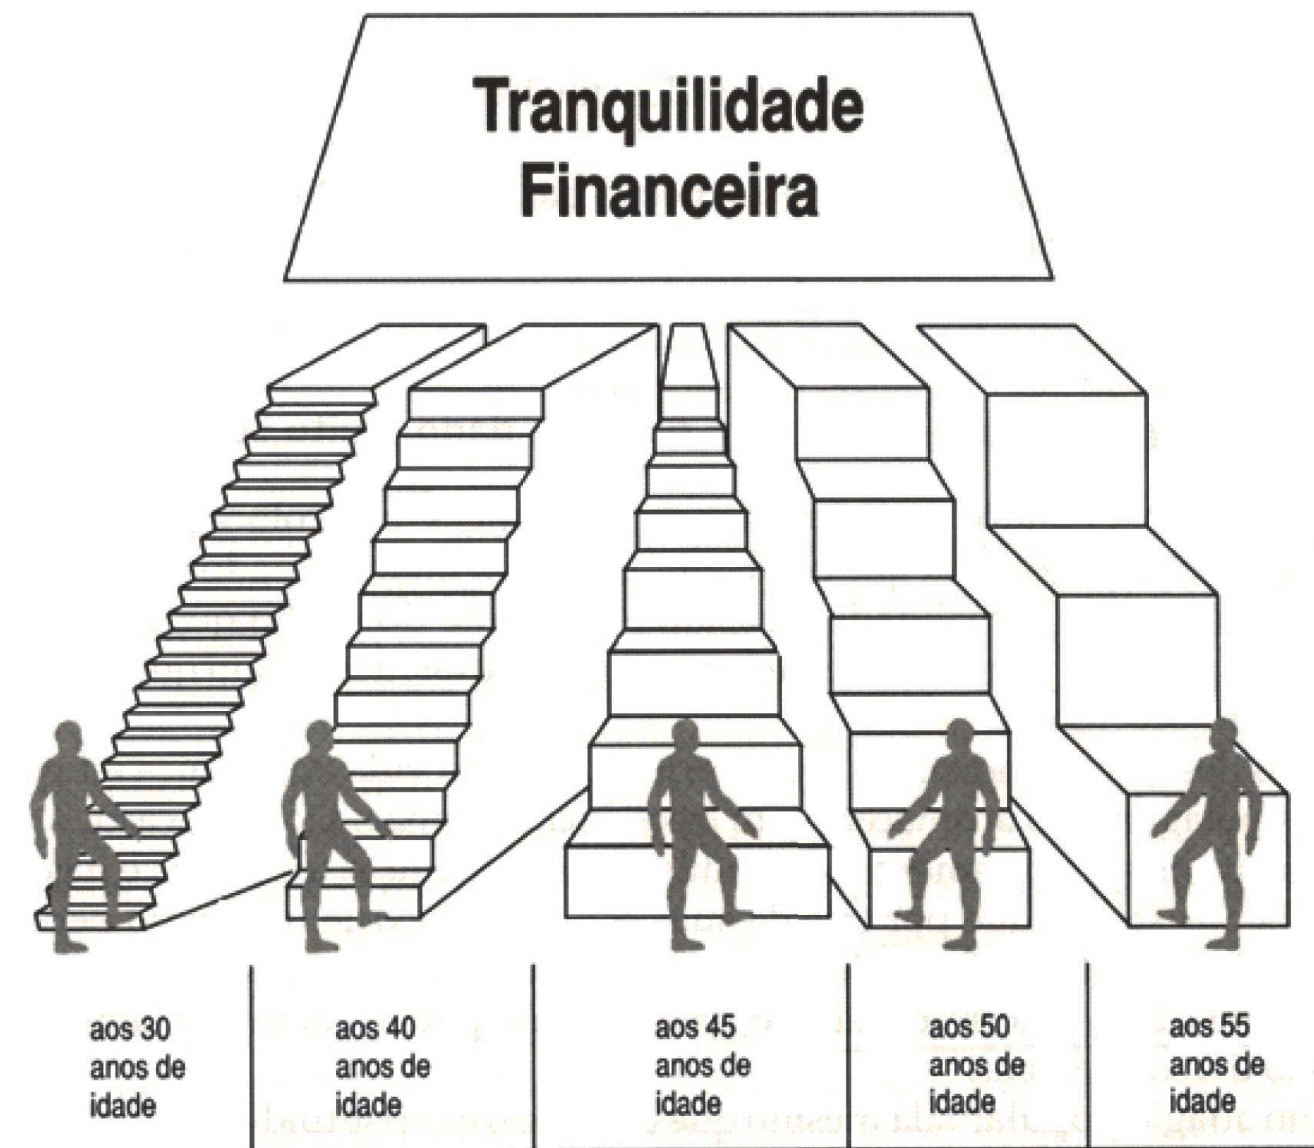 Tranquilidade
Financeira
aos 30
anos de
idade
aos 40
anos de
idade
aos 45
anos de
idade
aos 50
anos de
idade
aos 55
anos de
idade